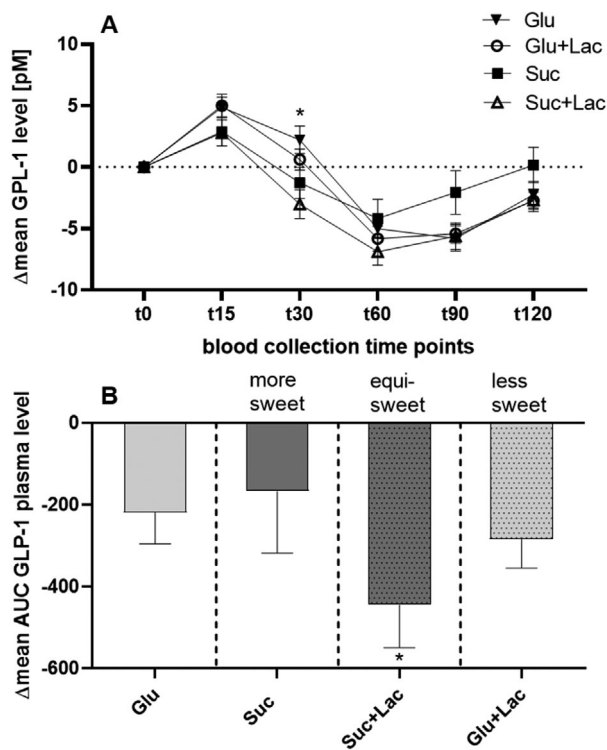 A
Glu
Glu+Lac
Suc
Suc+Lac
10
5
0
-5
-10
*
Δmean GPL-1 level [pM]
t0 t15 t30 t60 t90 t120
blood collection time points
B
more sweet
equi-sweet
less sweet
0
-200
-400
-600
*
Δmean AUC GLP-1 plasma level
Glu Suc Suc+Lac Glu+Lac